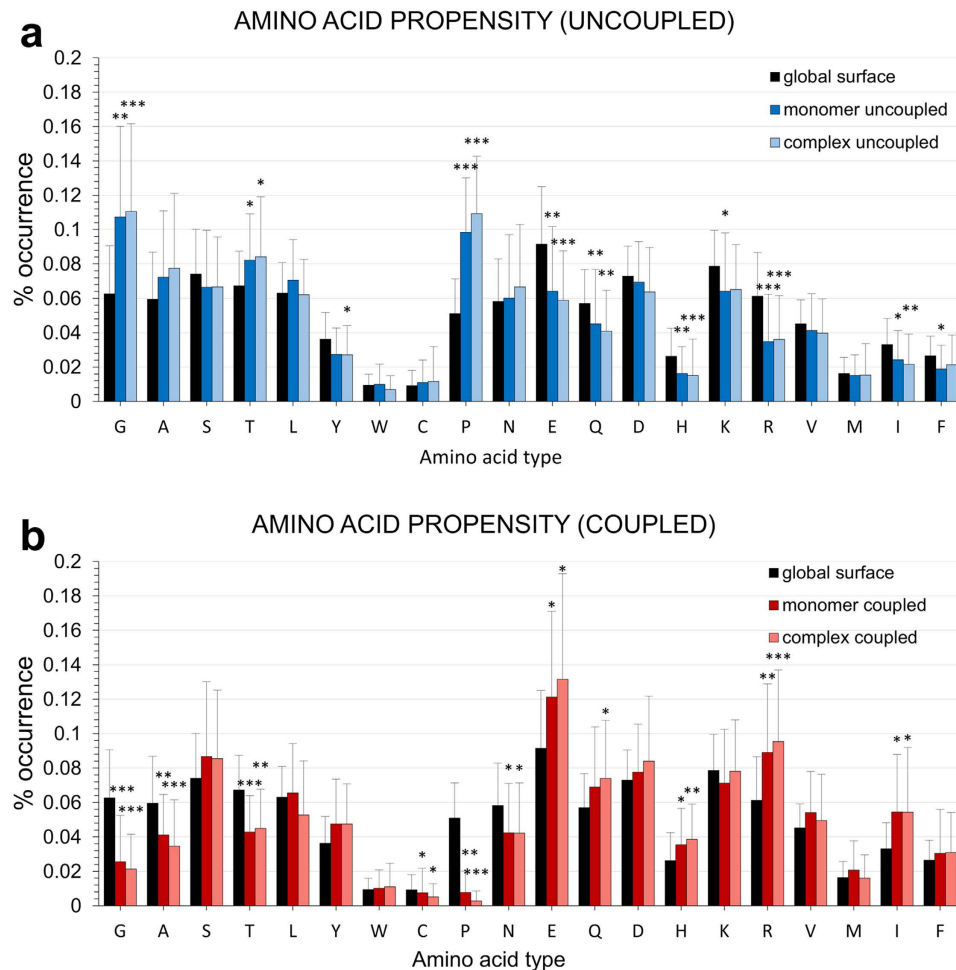 a
AMINO ACID PROPENSITY (UNCOUPLED)
% occurrence
0.2
0.18
0.16
0.14
0.12
0.1
0.08
0.06
0.04
0.02
0
global surface
monomer uncoupled
complex uncoupled
** *** * * * *** *** ** *** ** ** ** *** * *** *** * ** *
G A S T L Y W C P N E Q D H K R V M I F
Amino acid type
b
AMINO ACID PROPENSITY (COUPLED)
% occurrence
0.2
0.18
0.16
0.14
0.12
0.1
0.08
0.06
0.04
0.02
0
global surface
monomer coupled
complex coupled
*** *** ** *** *** ** * * ** *** * * * * * * ** ** *** * *
G A S T L Y W C P N E Q D H K R V M I F
Amino acid type